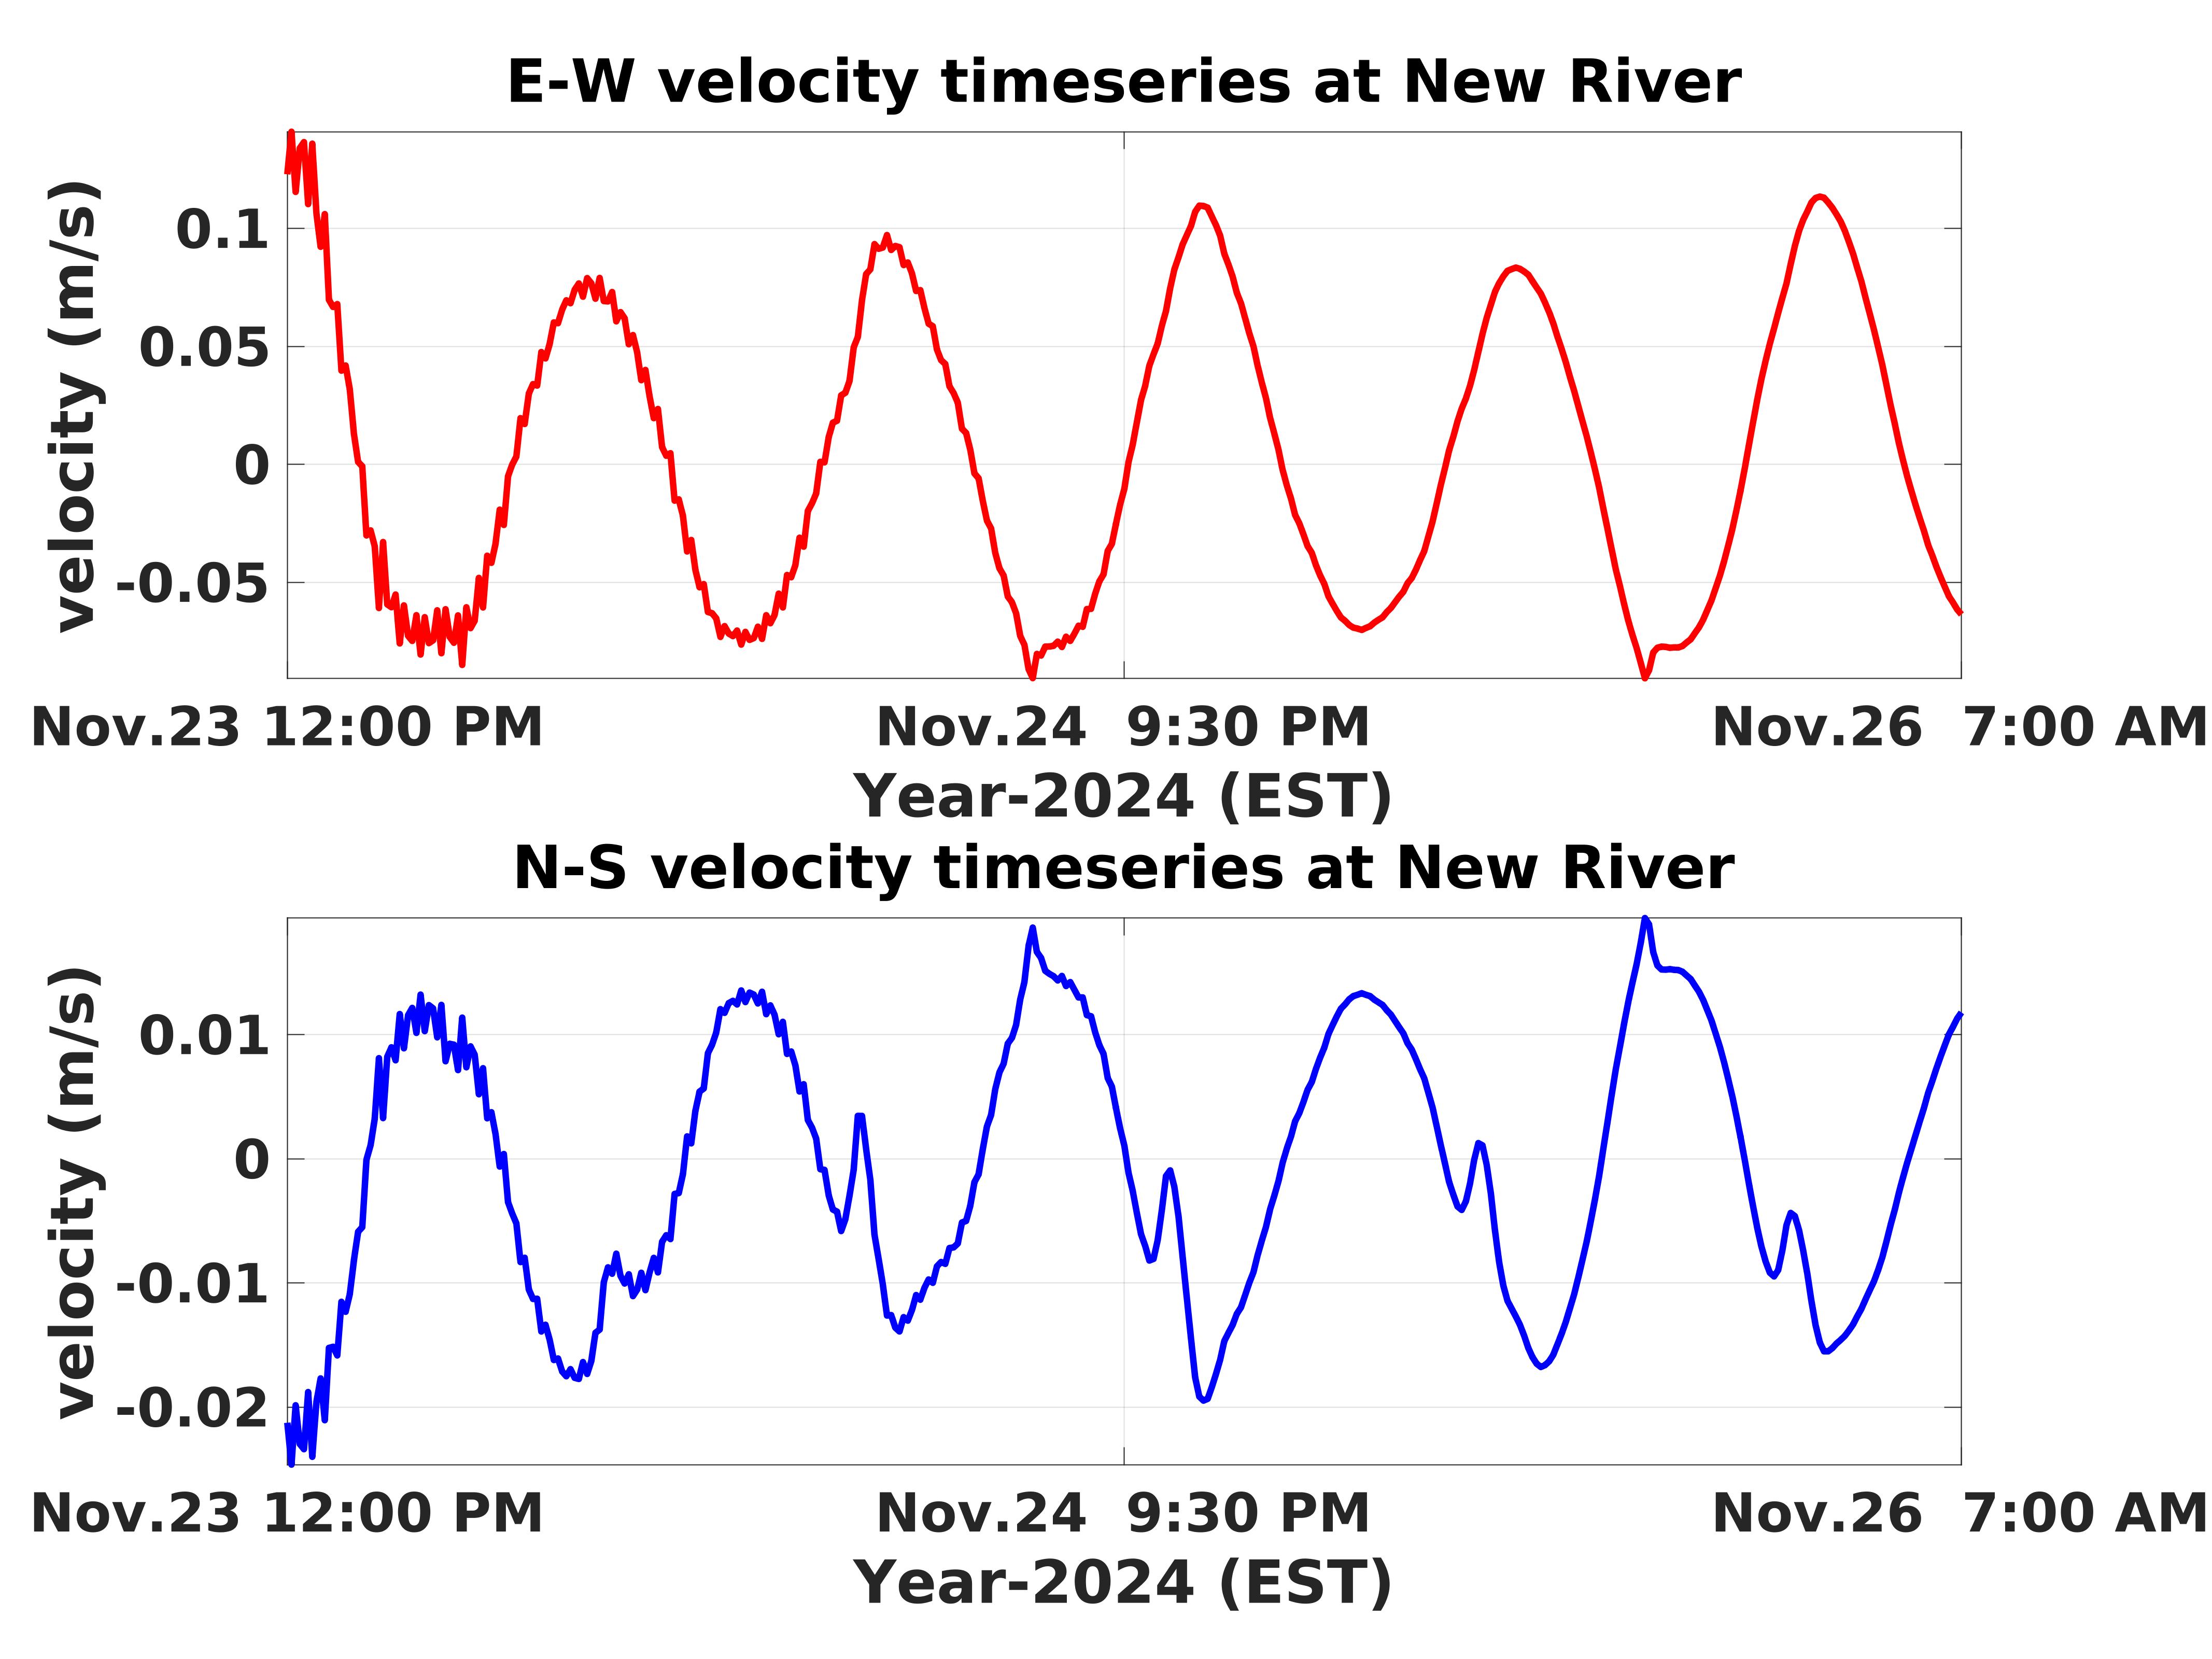 E-W velocity timeseries at New River
velocity (m/s)
0.1
0.05
0
-0.05
Nov.23 12:00 PM
Nov.24  9:30 PM
Nov.26  7:00 AM
Year-2024 (EST)
N-S velocity timeseries at New River
velocity (m/s)
0.01
0
-0.01
-0.02
Nov.23 12:00 PM
Nov.24  9:30 PM
Nov.26  7:00 AM
Year-2024 (EST)